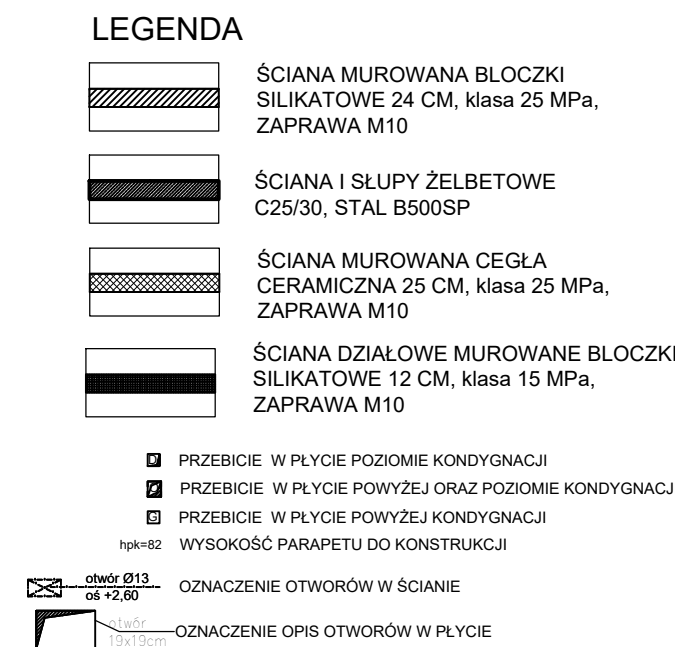 LEGENDA
ŚCIANA MUROWANA BLOCZKI
SILIKATOWE 24 CM, klasa 25 MPa,
ZAPRAWA M10
ŚCIANA I SŁUPY ŻELBETOWE
C25/30, STAL B500SP
ŚCIANA MUROWANA CEGŁA
CERAMICZNA 25 CM, klasa 25 MPa,
ZAPRAWA M10
ŚCIANA DZIAŁOWE MUROWANE BLOCZKI
SILIKATOWE 12 CM, klasa 15 MPa,
ZAPRAWA M10
D PRZEBICIE W PŁYCIE POZIOMIE KONDYGNACJI
PRZEBICIE W PŁYCIE POWYŻEJ ORAZ POZIOMIE KONDYGNACJ
G PRZEBICIE W PŁYCIE POWYŻEJ KONDYGNACJI
hpk=82 WYSOKOŚĆ PARAPETU DO KONSTRUKCJI
otwór Ø13
oś +2,60
OZNACZENIE OTWORÓW W ŚCIANIE
otwór
19x19cm
OZNACZENIE OPIS OTWORÓW W PŁYCIE